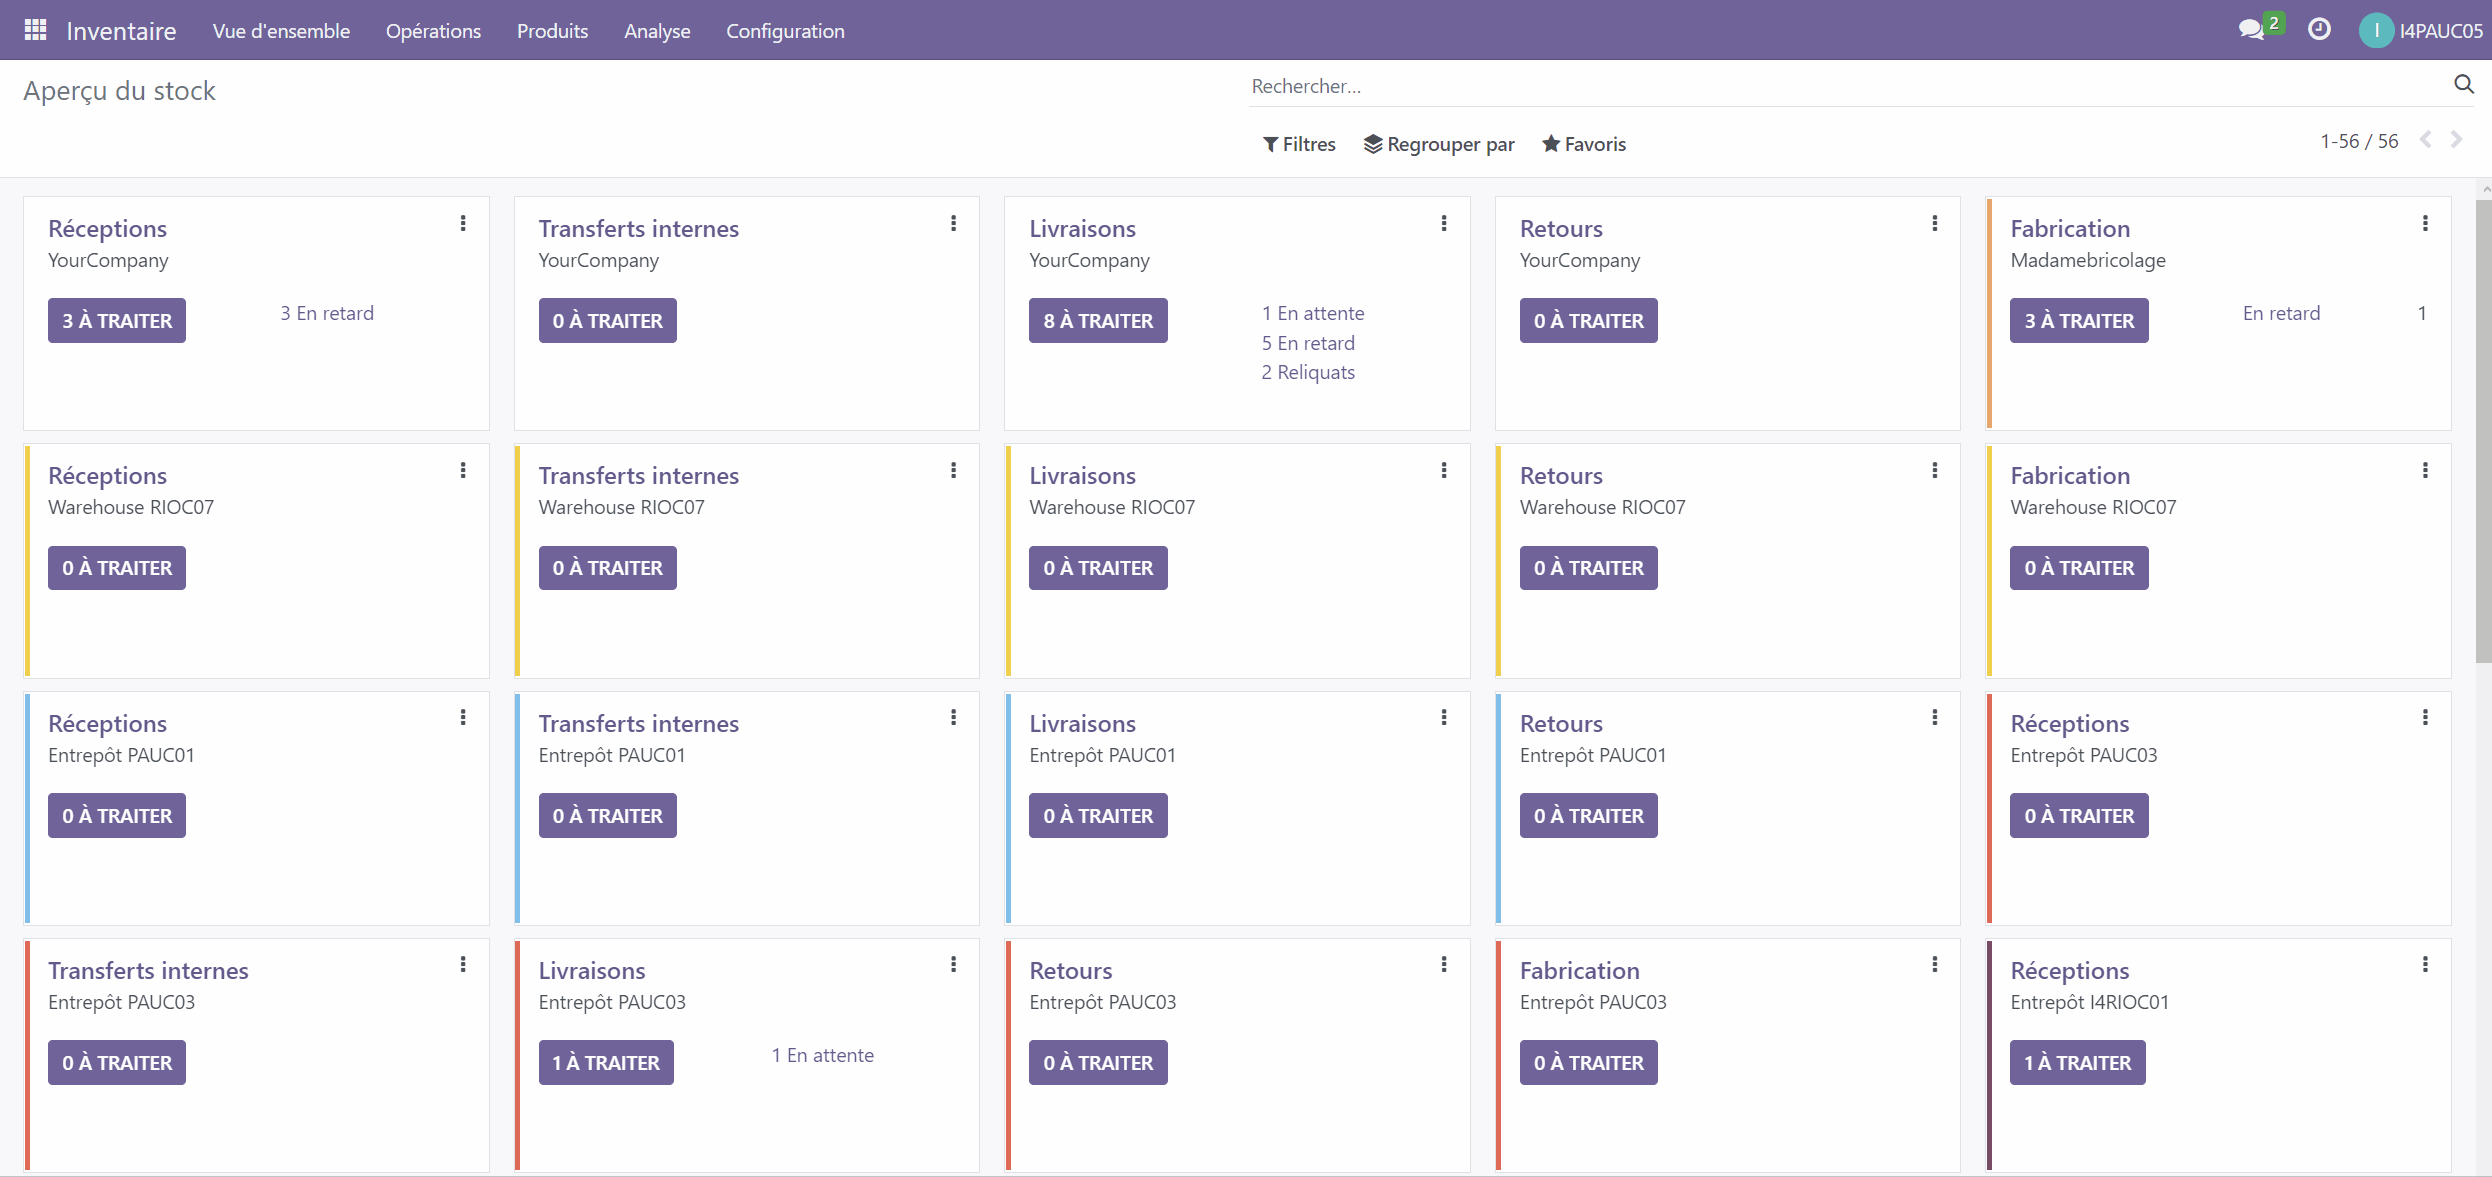 Inventaire Vue d'ensemble Opérations Produits Analyse Configuration 2 I I4PAUC05
Aperçu du stock
Rechercher...
Filtres Regrouper par Favoris 1-56 / 56
Réceptions
YourCompany
3 À TRAITER
3 En retard
Transferts internes
YourCompany
0 À TRAITER
Livraisons
YourCompany
8 À TRAITER
1 En attente
5 En retard
2 Reliquats
Retours
YourCompany
0 À TRAITER
Fabrication
Madamebricolage
3 À TRAITER
En retard 1
Réceptions
Warehouse RIOC07
0 À TRAITER
Transferts internes
Warehouse RIOC07
0 À TRAITER
Livraisons
Warehouse RIOC07
0 À TRAITER
Retours
Warehouse RIOC07
0 À TRAITER
Fabrication
Warehouse RIOC07
0 À TRAITER
Réceptions
Entrepôt PAUC01
0 À TRAITER
Transferts internes
Entrepôt PAUC01
0 À TRAITER
Livraisons
Entrepôt PAUC01
0 À TRAITER
Retours
Entrepôt PAUC01
0 À TRAITER
Réceptions
Entrepôt PAUC03
0 À TRAITER
Transferts internes
Entrepôt PAUC03
0 À TRAITER
Livraisons
Entrepôt PAUC03
1 À TRAITER
1 En attente
Retours
Entrepôt PAUC03
0 À TRAITER
Fabrication
Entrepôt PAUC03
0 À TRAITER
Réceptions
Entrepôt I4RIOC01
1 À TRAITER